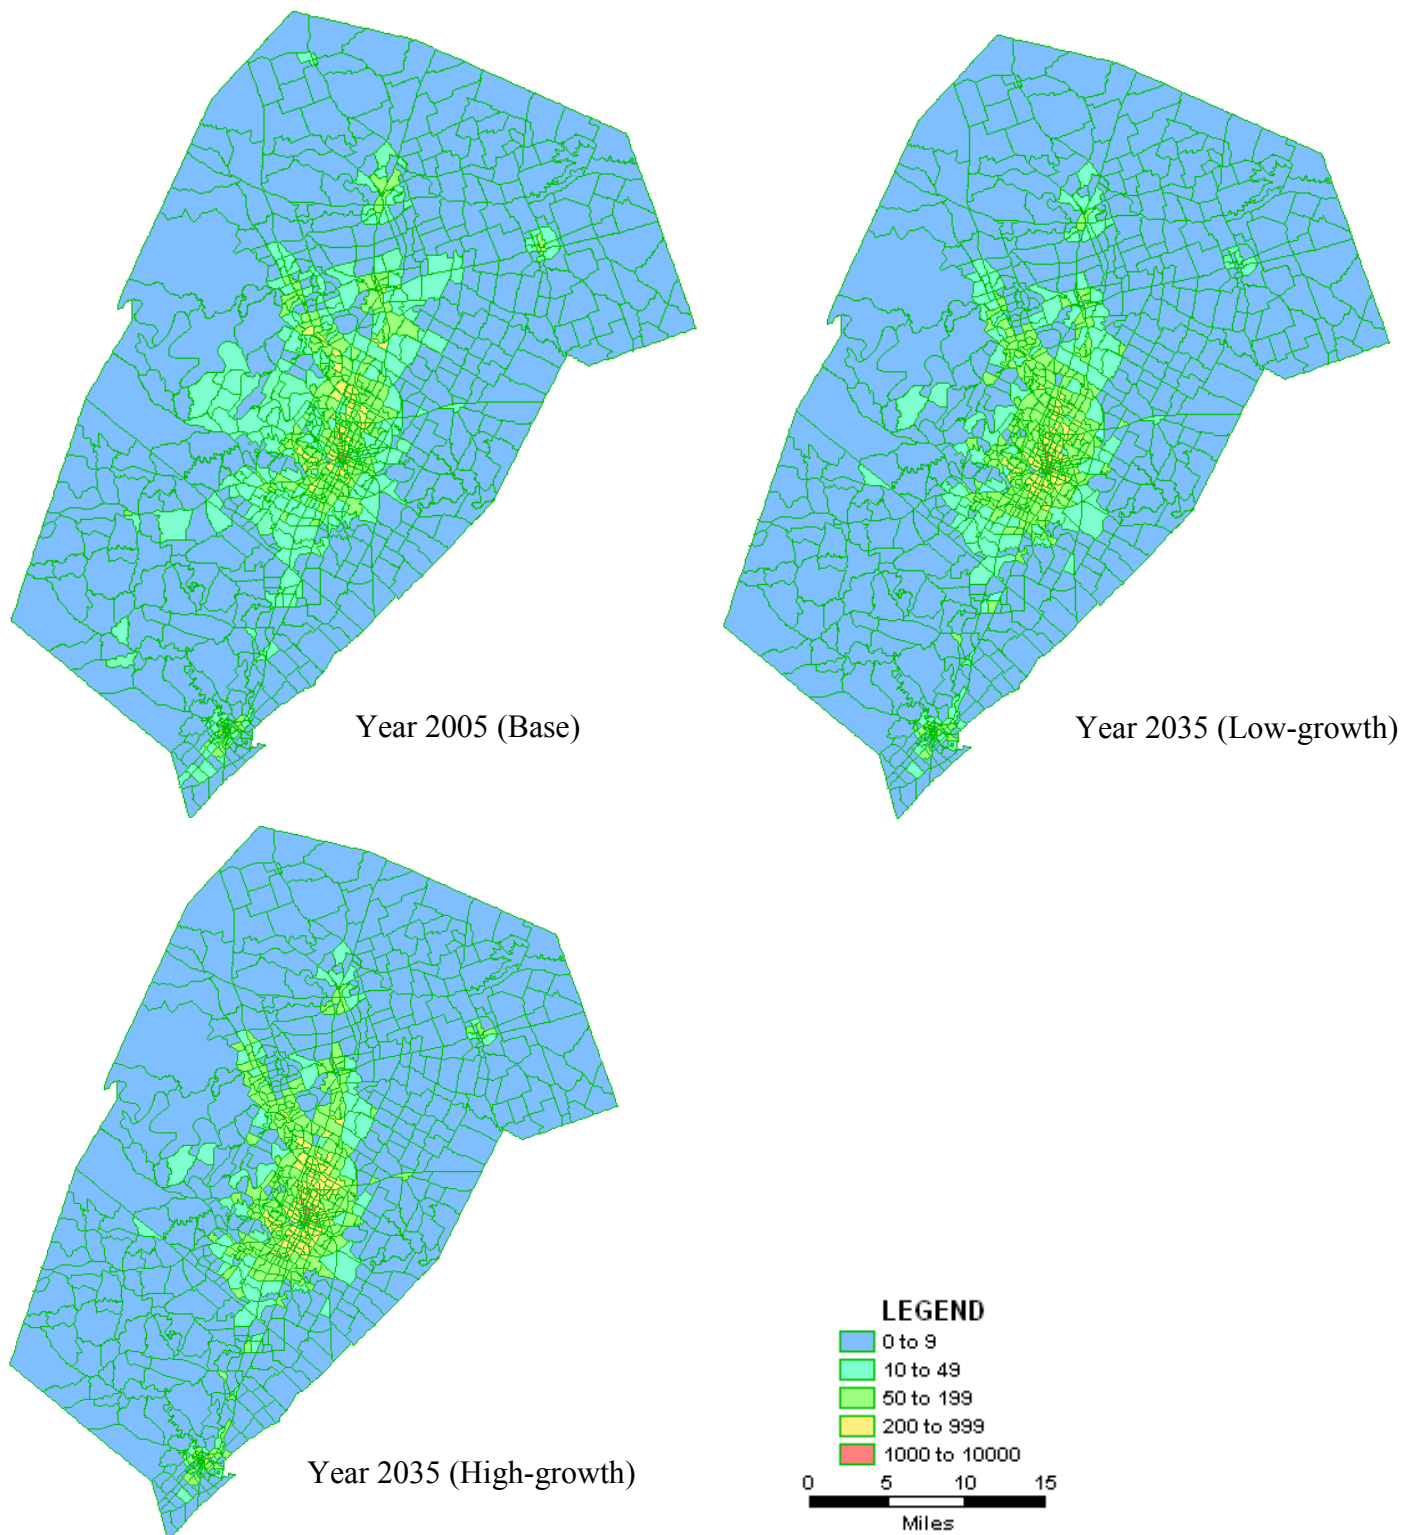 Year 2005 (Base)
Year 2035 (Low-growth)
Year 2035 (High-growth)
LEGEND
0 to 9
10 to 49
50 to 199
200 to 999
1000 to 10000
0 5 10 15
Miles